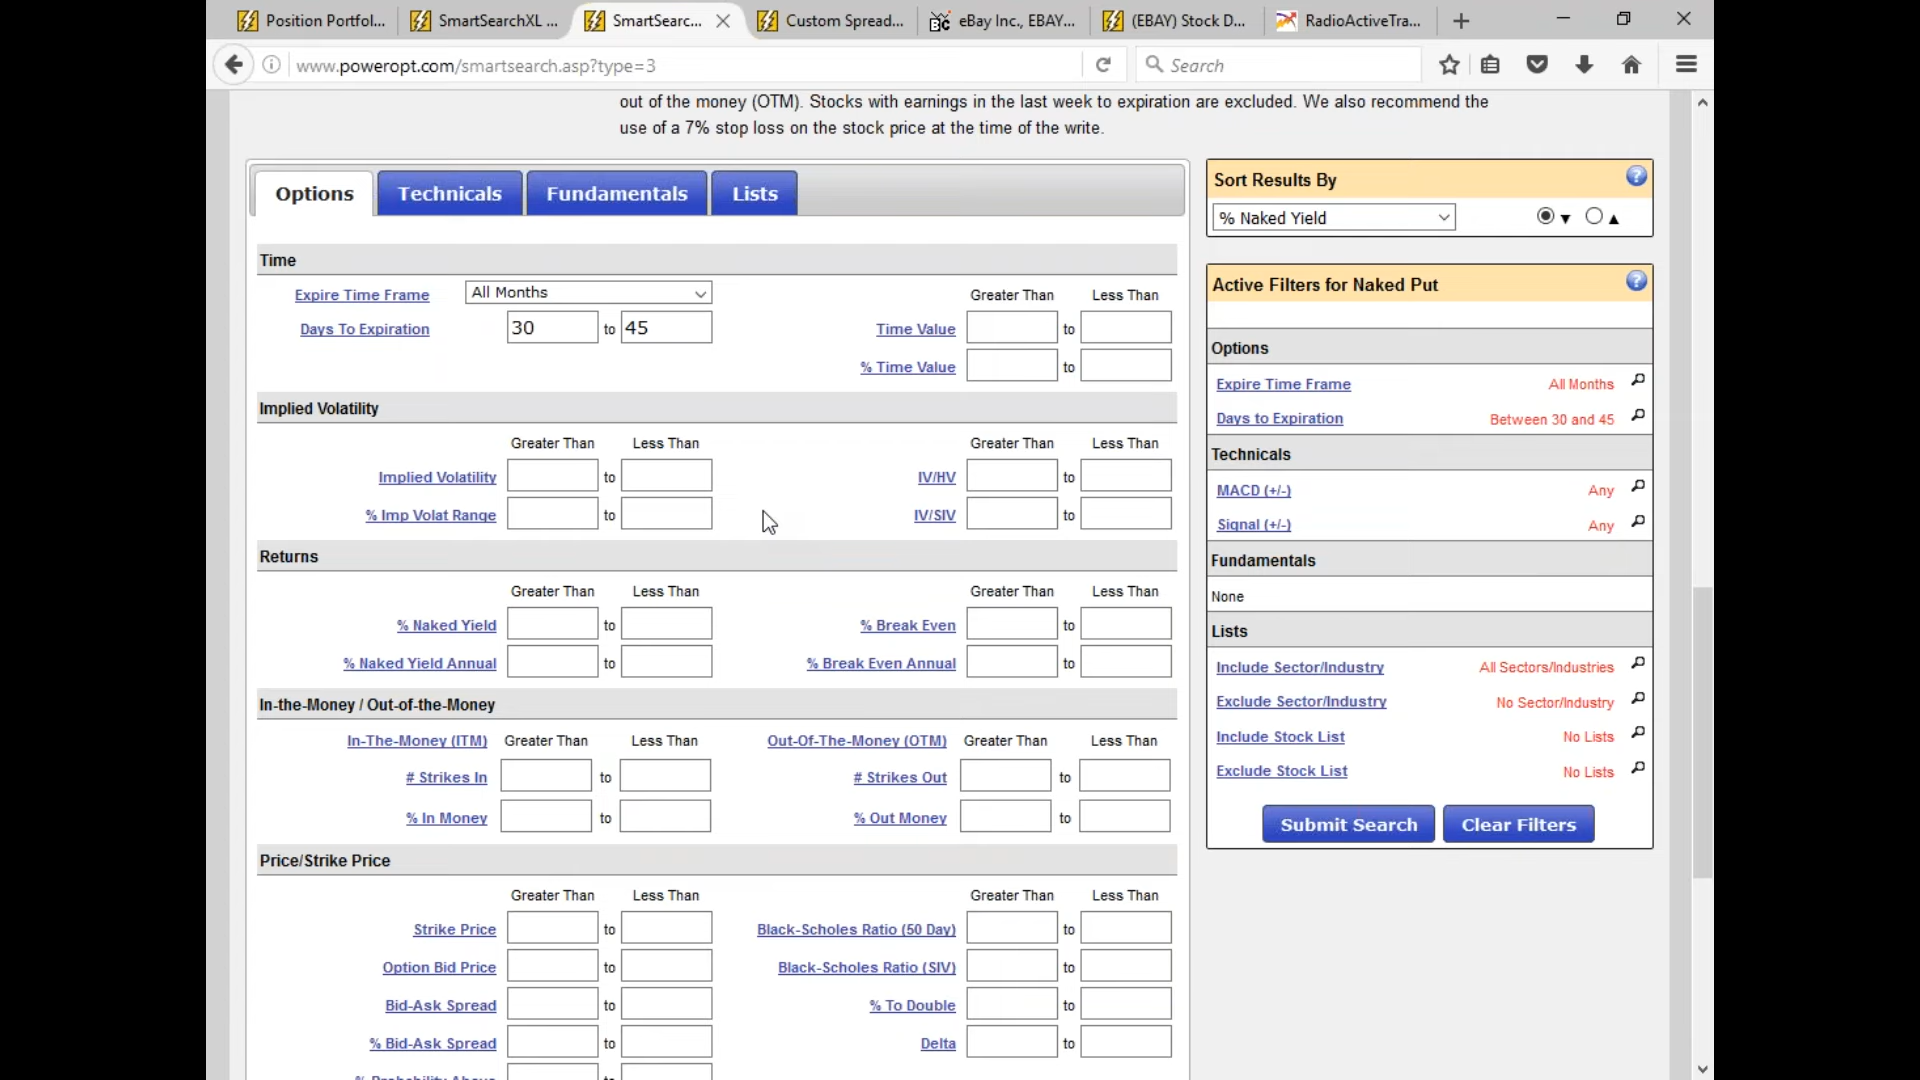 Position Portfol...
SmartSearchXL ...
SmartSearc...
Custom Spread...
eBay Inc., EBAY...
(EBAY) Stock D...
RadioActiveTra...
www.poweropt.com/smartsearch.asp?type=3
Search
out of the money (OTM). Stocks with earnings in the last week to expiration are excluded. We also recommend the
use of a 7% stop loss on the stock price at the time of the write.
Options Technicals Fundamentals Lists
Time
Expire Time Frame All Months Greater Than Less Than
Days To Expiration 30 to 45 Time Value to
% Time Value to
Implied Volatility
Greater Than Less Than Greater Than Less Than
Implied Volatility to IV/HV to
% Imp Volat Range to IV/SIV to
Returns
Greater Than Less Than Greater Than Less Than
% Naked Yield to % Break Even to
% Naked Yield Annual to % Break Even Annual to
In-the-Money / Out-of-the-Money
In-The-Money (ITM) Greater Than Less Than Out-Of-The-Money (OTM) Greater Than Less Than
# Strikes In to # Strikes Out to
% In Money to % Out Money to
Price/Strike Price
Greater Than Less Than Greater Than Less Than
Strike Price to Black-Scholes Ratio (50 Day) to
Option Bid Price to Black-Scholes Ratio (SIV) to
Bid-Ask Spread to % To Double to
% Bid-Ask Spread to Delta to
% Probability Above to
Sort Results By ?
% Naked Yield ▼ ▲
Active Filters for Naked Put ?
Options
Expire Time Frame All Months
Days to Expiration Between 30 and 45
Technicals
MACD (+/-) Any
Signal (+/-) Any
Fundamentals
None
Lists
Include Sector/Industry All Sectors/Industries
Exclude Sector/Industry No Sector/Industry
Include Stock List No Lists
Exclude Stock List No Lists
Submit Search Clear Filters